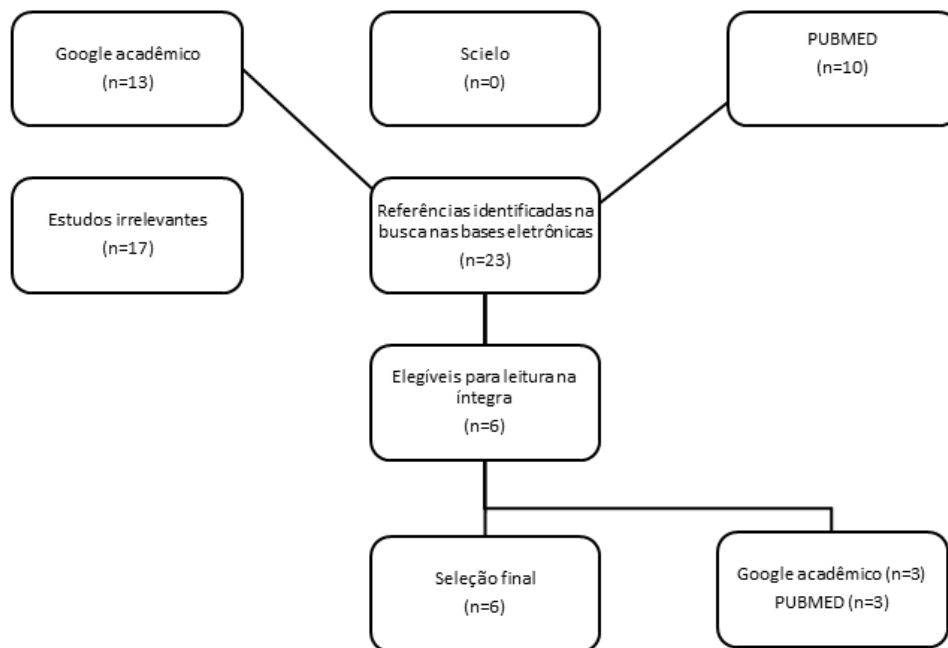 Google acadêmico
(n=13)
Scielo
(n=0)
PUBMED
(n=10)
Estudos irrelevantes
(n=17)
Referências identificadas na
busca nas bases eletrônicas
(n=23)
Elegíveis para leitura na
íntegra
(n=6)
Seleção final
(n=6)
Google acadêmico (n=3)
PUBMED (n=3)